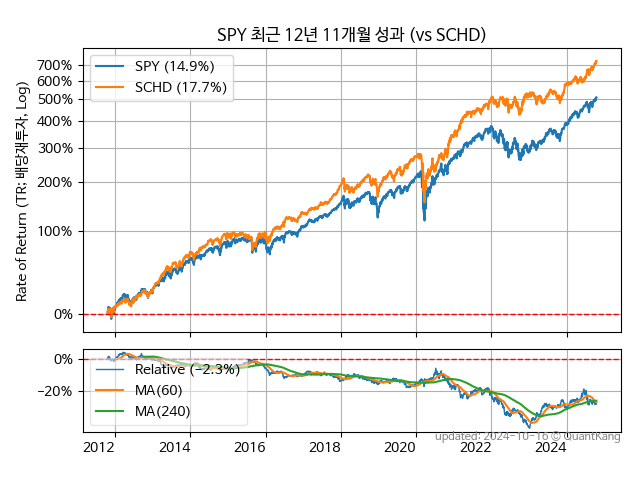 SPY 최근 12년 11개월 성과 (vs SCHD)
Rate of Return (TR; 배당재투자, Log)
700%
600%
500%
400%
300%
200%
100%
0%
SPY (14.9%)
SCHD (17.7%)
0%
−20%
Relative (−2.3%)
MA(60)
MA(240)
2012 2014 2016 2018 2020 2022 2024
updated: 2024-10-16 © QuantKang